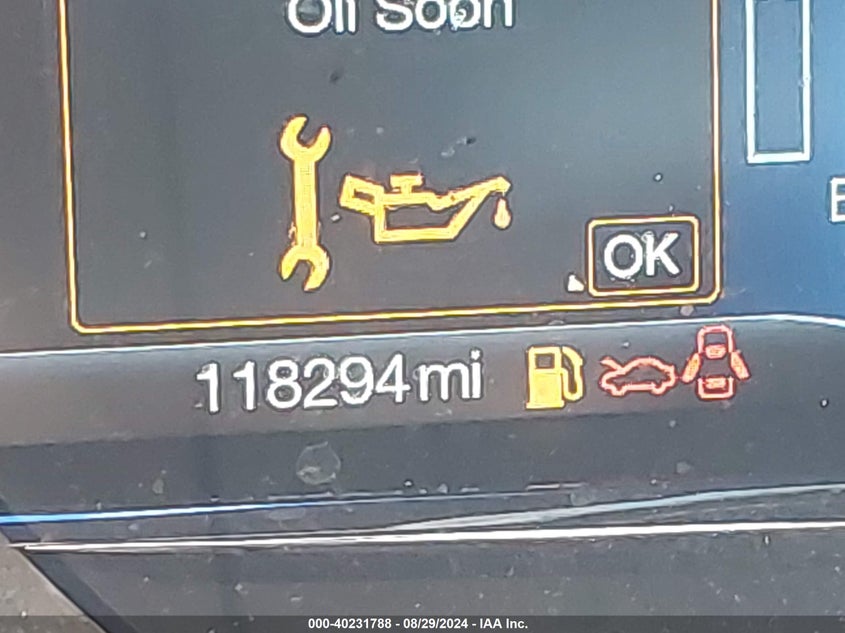 Oil Soon
OK
118294mi
000-40231788 - 08/29/2024 - IAA Inc.